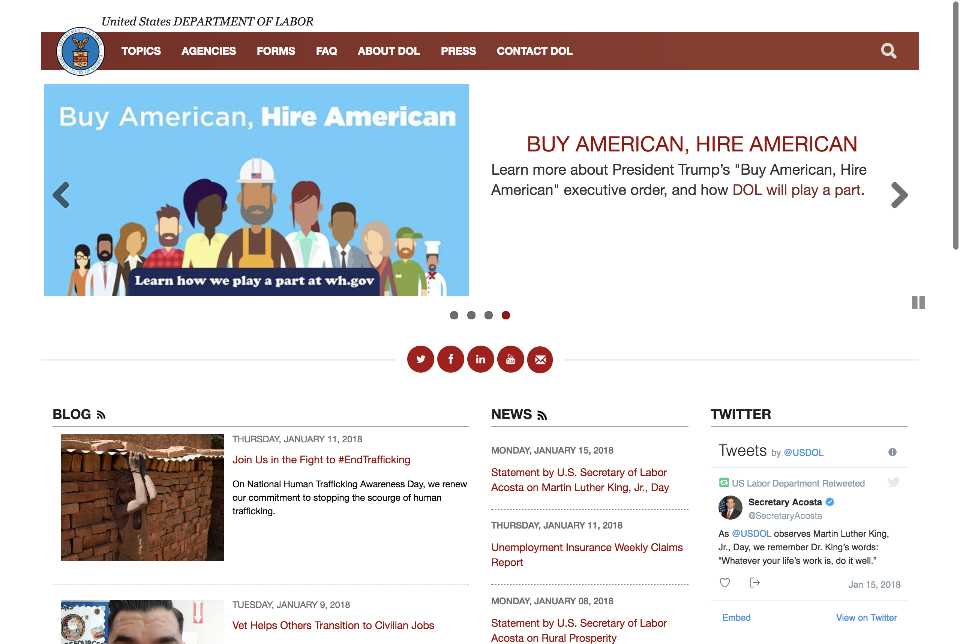 United States DEPARTMENT OF LABOR
TOPICS AGENCIES FORMS FAQ ABOUT DOL PRESS CONTACT DOL
Buy American, Hire American
Learn how we play a part at wh.gov
BUY AMERICAN, HIRE AMERICAN
Learn more about President Trump's "Buy American, Hire
American" executive order, and how DOL will play a part.
BLOG
THURSDAY, JANUARY 11, 2018
Join Us in the Fight to #EndTrafficking
On National Human Trafficking Awareness Day, we renew
our commitment to stopping the scourge of human
trafficking.
TUESDAY, JANUARY 9, 2018
Vet Helps Others Transition to Civilian Jobs
NEWS
MONDAY, JANUARY 15, 2018
Statement by U.S. Secretary of Labor
Acosta on Martin Luther King, Jr., Day
THURSDAY, JANUARY 11, 2018
Unemployment Insurance Weekly Claims
Report
MONDAY, JANUARY 08, 2018
Statement by U.S. Secretary of Labor
Acosta on Rural Prosperity
TWITTER
Tweets by @USDOL
US Labor Department Retweeted
Secretary Acosta
@SecretaryAcosta
As @USDOL observes Martin Luther King,
Jr., Day, we remember Dr. King's words:
"Whatever your life's work is, do it well."
Jan 15, 2018
Embed
View on Twitter